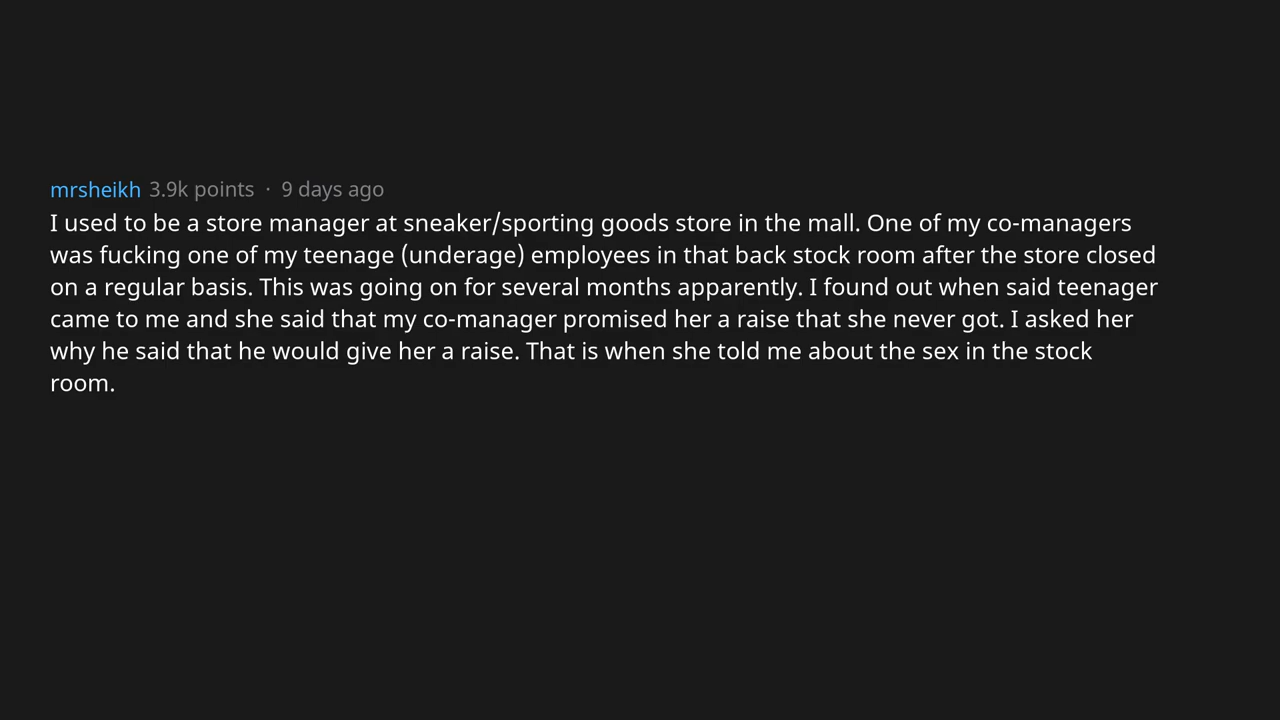 mrsheikh 3.9k points · 9 days ago
I used to be a store manager at sneaker/sporting goods store in the mall. One of my co-managers
was fucking one of my teenage (underage) employees in that back stock room after the store closed
on a regular basis. This was going on for several months apparently. I found out when said teenager
came to me and she said that my co-manager promised her a raise that she never got. I asked her
why he said that he would give her a raise. That is when she told me about the sex in the stock
room.